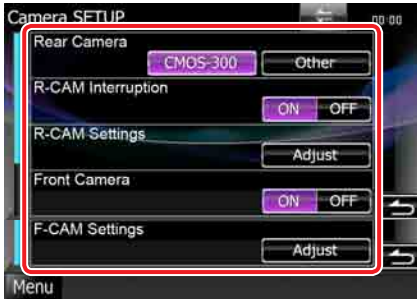 Camera SETUP
00:00
Rear Camera
CMOS-300 Other
R-CAM Interruption
ON OFF
R-CAM Settings
Adjust
Front Camera
ON OFF
F-CAM Settings
Adjust
Menu